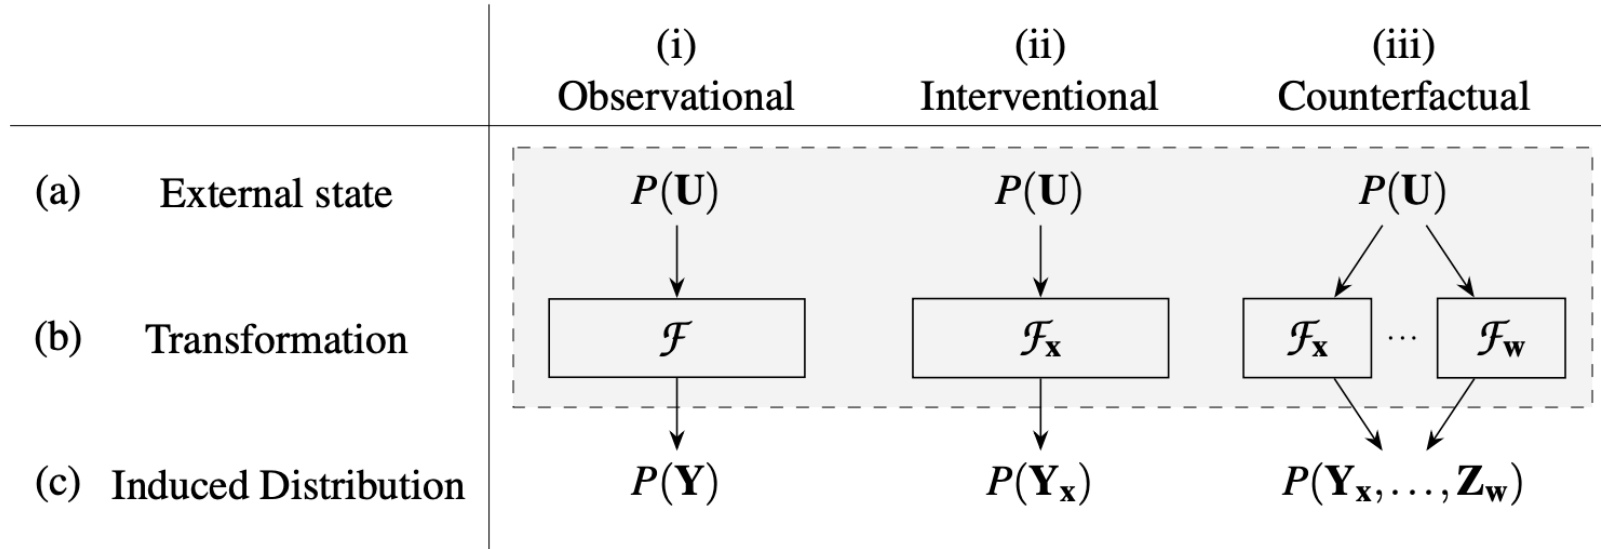 (i) (ii) (iii)
Observational Interventional Counterfactual
(a) External state P(𝐔) P(𝐔) P(𝐔)
(b) Transformation ℱ ℱ𝐱 ℱ𝐱 ··· ℱ𝐰
(c) Induced Distribution P(𝐘) P(𝐘𝐱) P(𝐘𝐱,...,𝐙𝐰)